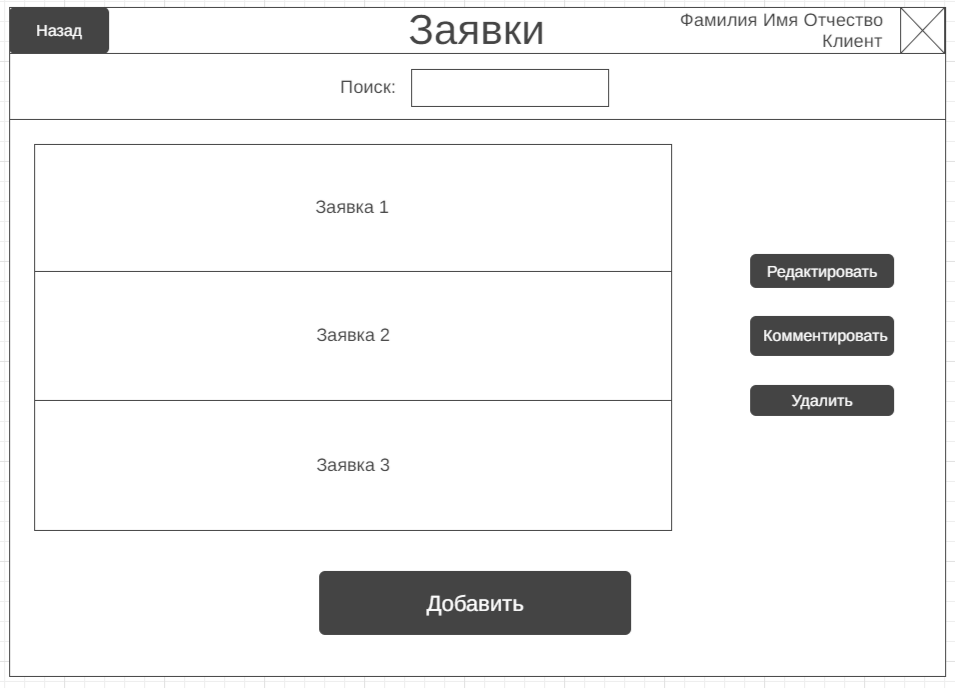 Назад
Заявки
Фамилия Имя Отчество
Клиент
Поиск:
Заявка 1
Заявка 2
Заявка 3
Редактировать
Комментировать
Удалить
Добавить